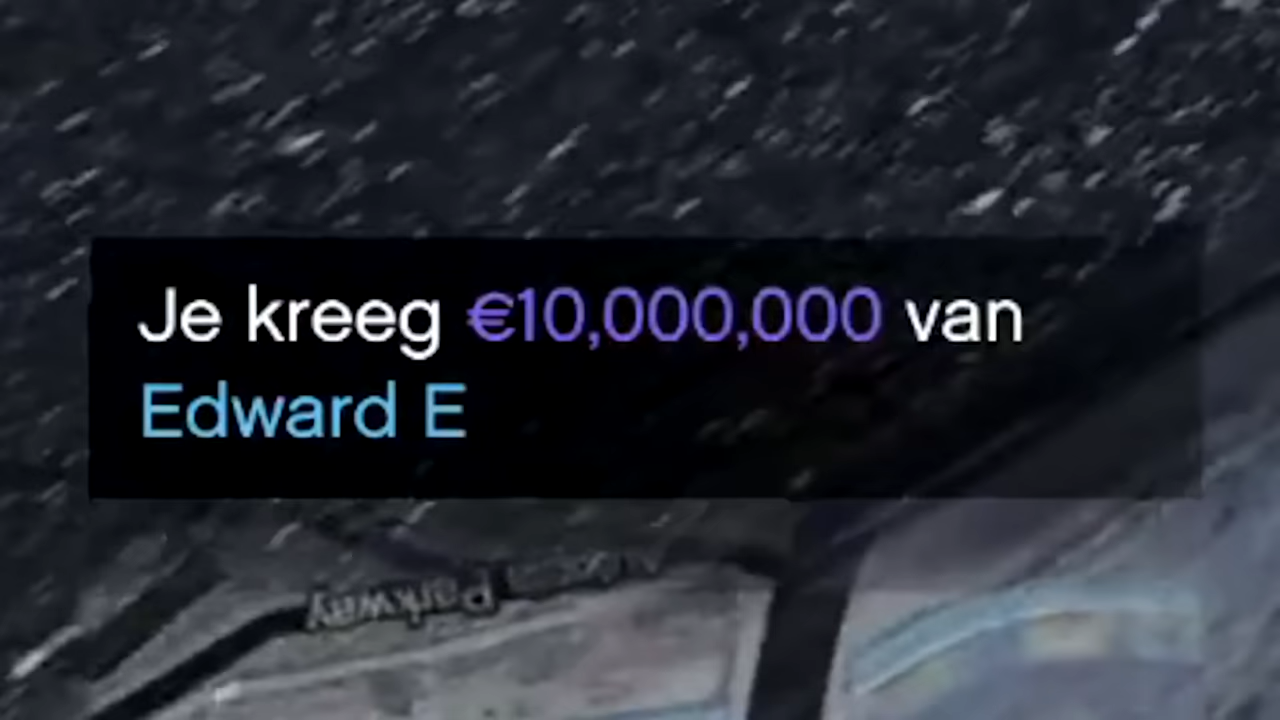 Je kreeg €10,000,000 van
Edward E
Parkway